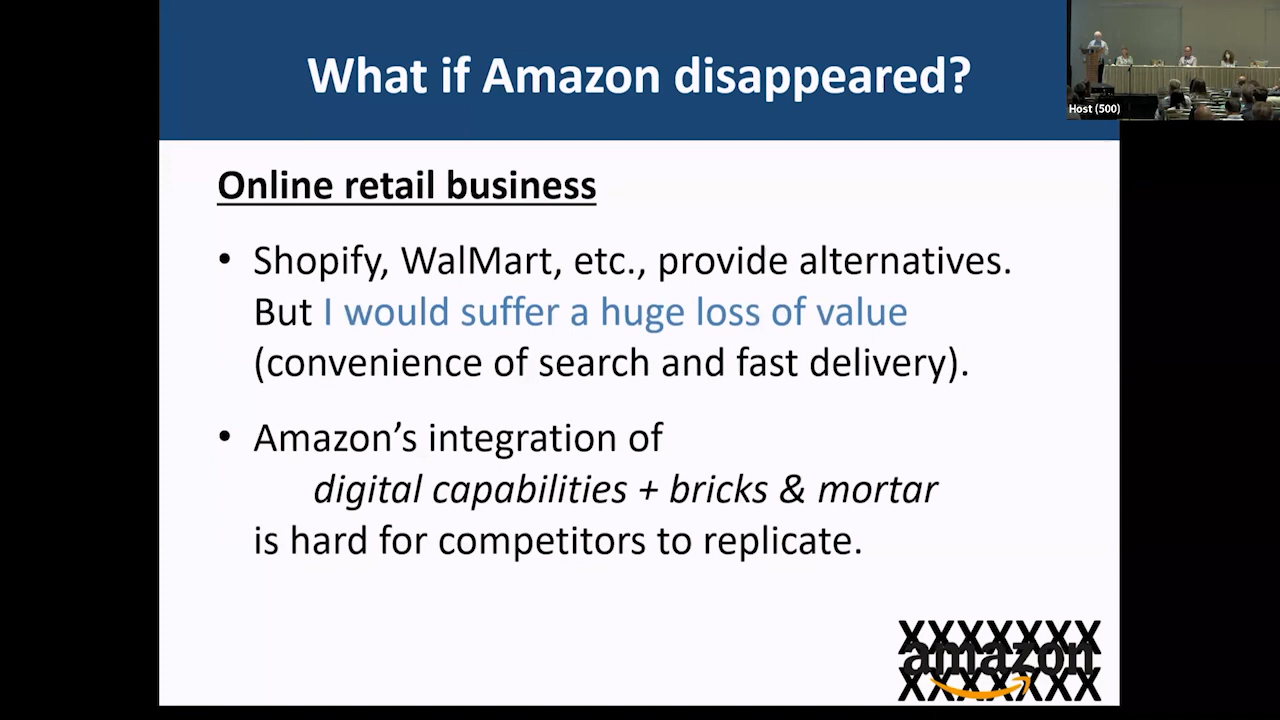 What if Amazon disappeared?
Host (500)
Online retail business
• Shopify, WalMart, etc., provide alternatives.
But I would suffer a huge loss of value
(convenience of search and fast delivery).
• Amazon’s integration of
digital capabilities + bricks & mortar
is hard for competitors to replicate.
XXXXXXX
amazon
XXXXXXX